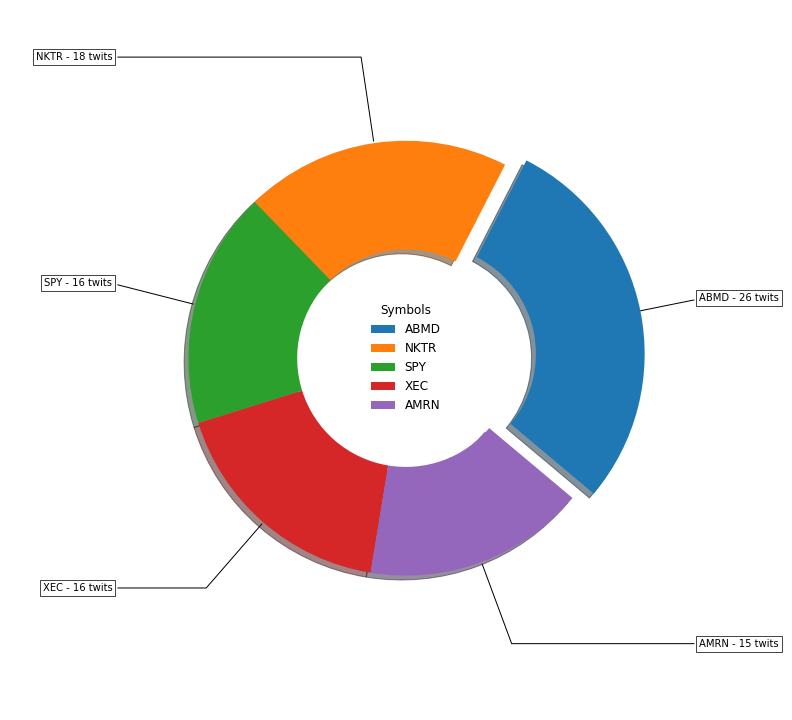 NKTR - 18 twits
SPY - 16 twits
ABMD - 26 twits
Symbols
ABMD
NKTR
SPY
XEC
AMRN
XEC - 16 twits
AMRN - 15 twits